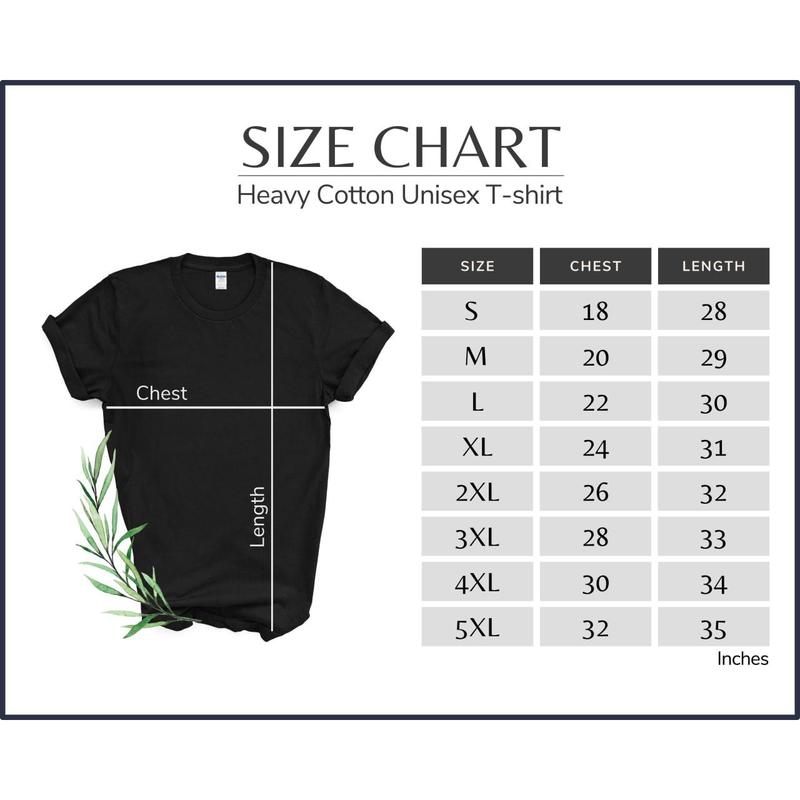 SIZE CHART
Heavy Cotton Unisex T-shirt
SIZE CHEST LENGTH
S 18 28
M 20 29
L 22 30
XL 24 31
2XL 26 32
3XL 28 33
4XL 30 34
5XL 32 35
Inches
Chest
Length